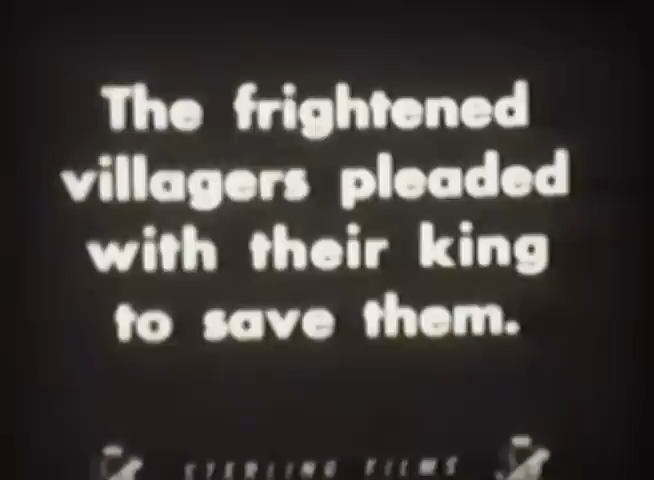 The frightened
villagers pleaded
with their king
to save them.
STERLING FILMS